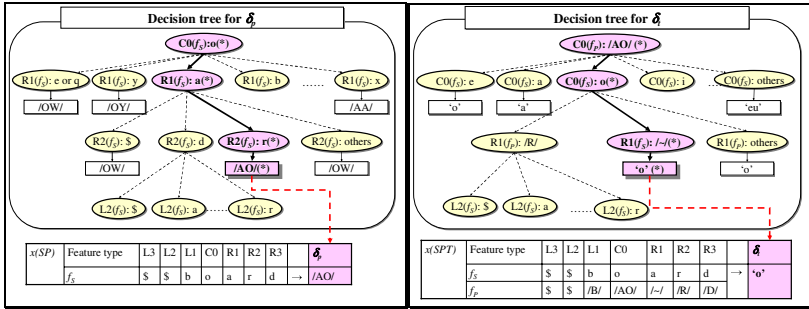 Decision tree for δp
C0(fS):o(*)
R1(fS): e or q
R1(fS): y
R1(fS): a(*)
R1(fS): b
......
R1(fS): x
/OW/
/OY/
/AA/
R2(fS): $
R2(fS): d
R2(fS): r(*)
R2(fS): others
/OW/
/AO/(*)
/OW/
L2(fS): $
L2(fS): a
......
L2(fS): r
x(SP) Feature type L3 L2 L1 C0 R1 R2 R3 δp
fS $ $ b o a r d → /AO/
Decision tree for δt
C0(fP): /AO/ (*)
C0(fS): e
C0(fS): a
C0(fS): o(*)
C0(fS): i
......
C0(fS): others
‘o’
‘a’
‘eu’
R1(fP): /R/
R1(fS): /~/(*)
R1(fP): others
‘o’ (*)
‘o’
L2(fS): $
L2(fS): a
......
L2(fS): r
x(SPT) Feature type L3 L2 L1 C0 R1 R2 R3 δt
fS $ $ b o a r d → ‘o’
fP $ $ /B/ /AO/ /~/ /R/ /D/